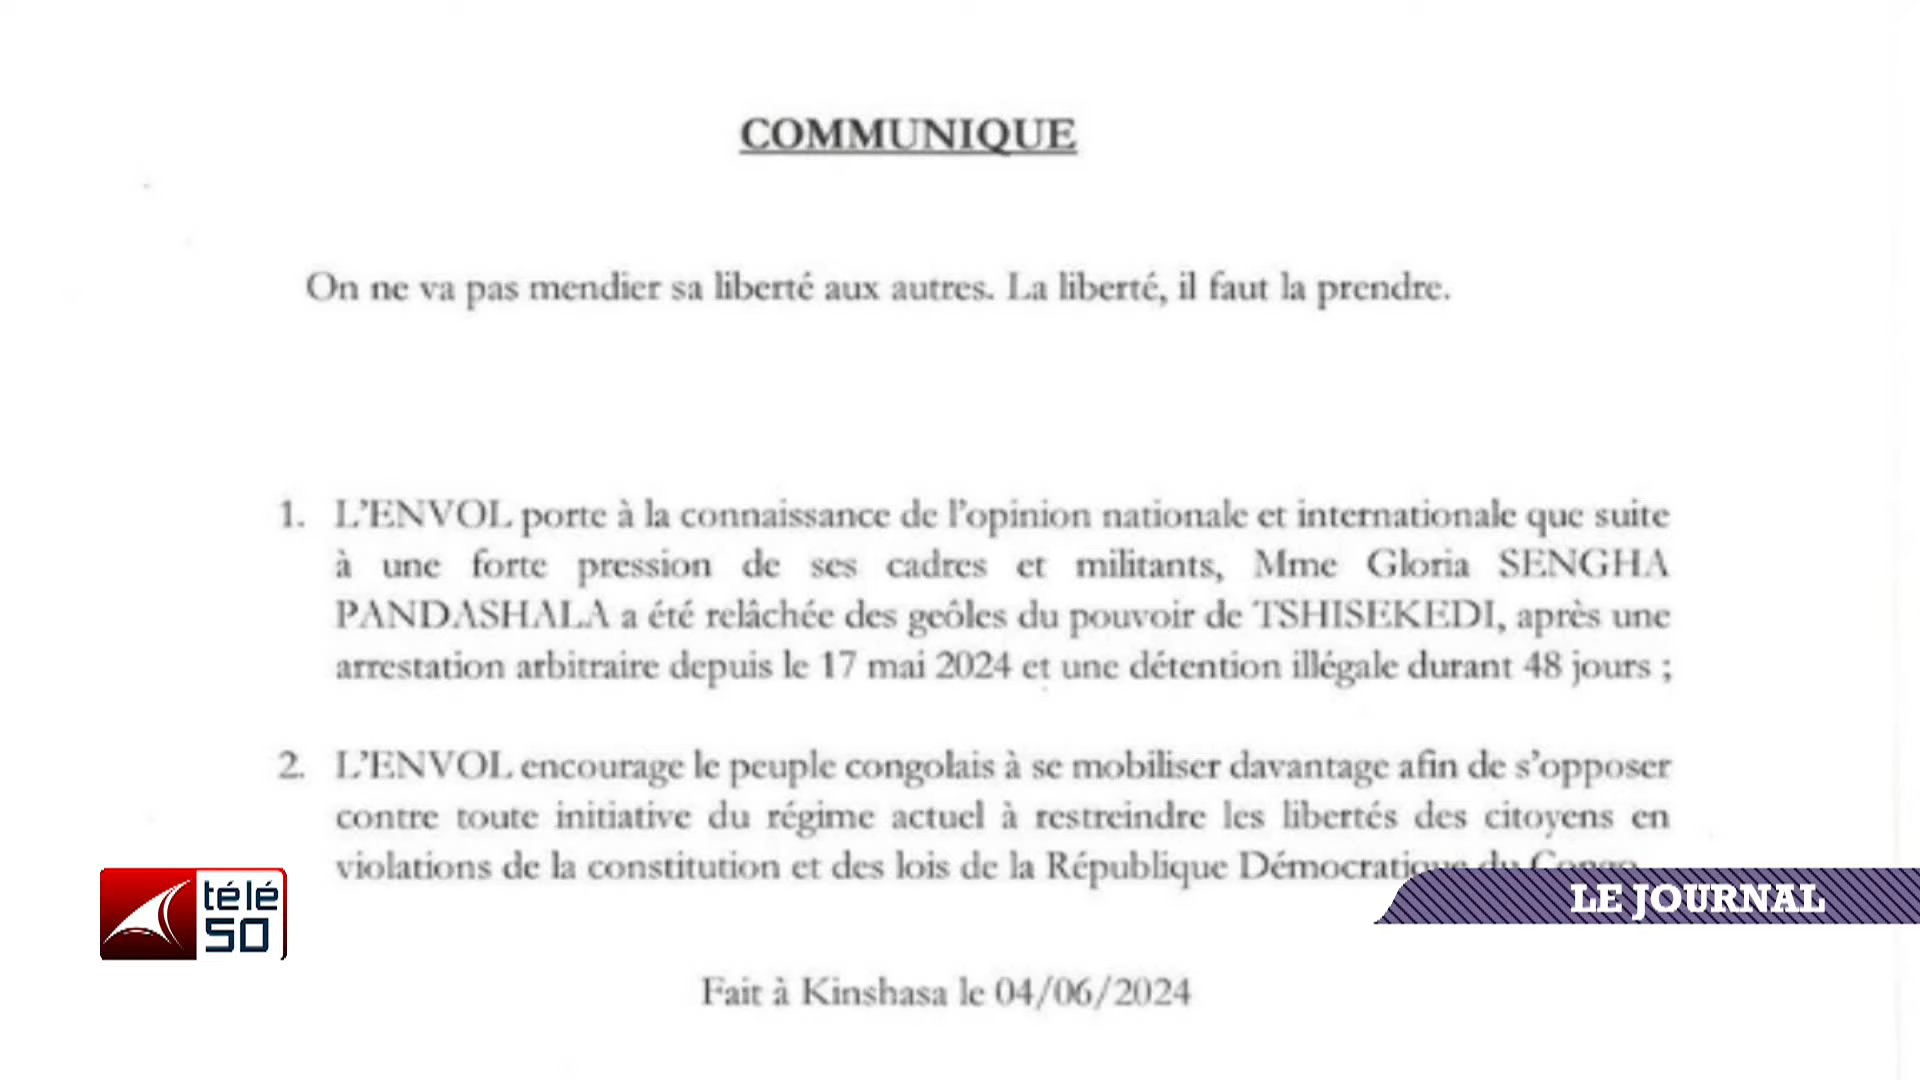 COMMUNIQUE
On ne va pas mendier sa liberté aux autres. La liberté, il faut la prendre.
1. L'ENVOL porte à la connaissance de l'opinion nationale et internationale que suite
à une forte pression de ses cadres et militants, Mme Gloria SENGHA
PANDASHALA a été relâchée des geôles du pouvoir de TSHISEKEDI, après une
arrestation arbitraire depuis le 17 mai 2024 et une détention illégale durant 48 jours ;
2. L'ENVOL encourage le peuple congolais à se mobiliser davantage afin de s'opposer
contre toute initiative du régime actuel à restreindre les libertés des citoyens en
violations de la constitution et des lois de la République Démocratique du Congo.
télé
50
LE JOURNAL
Fait à Kinshasa le 04/06/2024